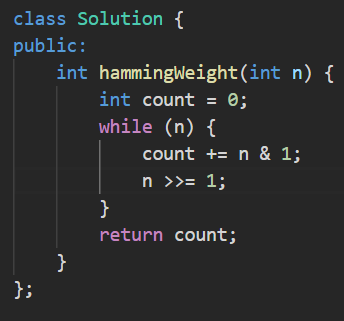 class Solution {
public:
    int hammingWeight(int n) {
        int count = 0;
        while (n) {
            count += n & 1;
            n >>= 1;
        }
        return count;
    }
};